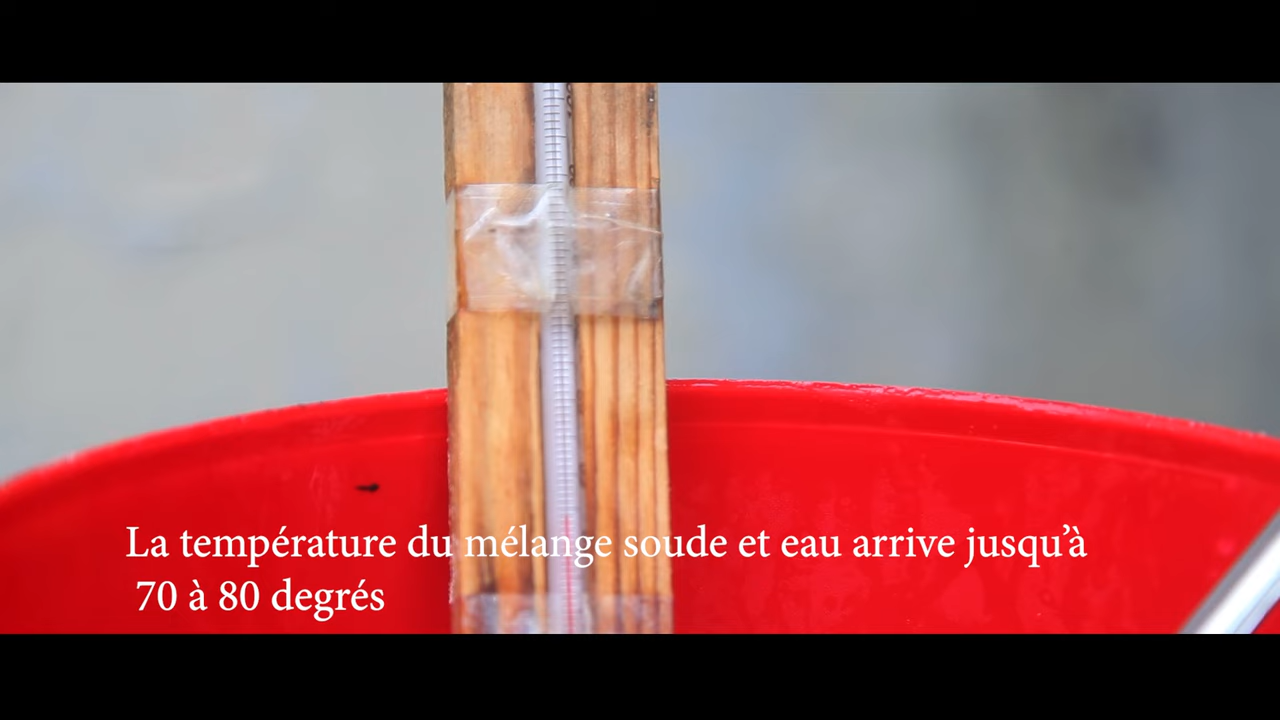 La température du mélange soude et eau arrive jusqu'à
70 à 80 degrés